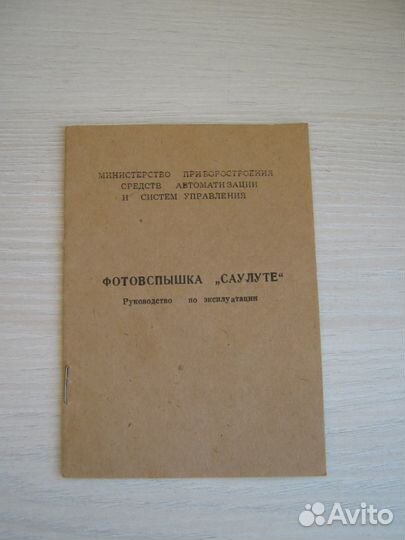 МИНИСТЕРСТВО ПРИБОРОСТРОЕНИЯ
СРЕДСТВ АВТОМАТИЗАЦИИ
И СИСТЕМ УПРАВЛЕНИЯ
ФОТОВСПЫШКА „САУЛУТЕ“
Руководство по эксплуатации
Avito